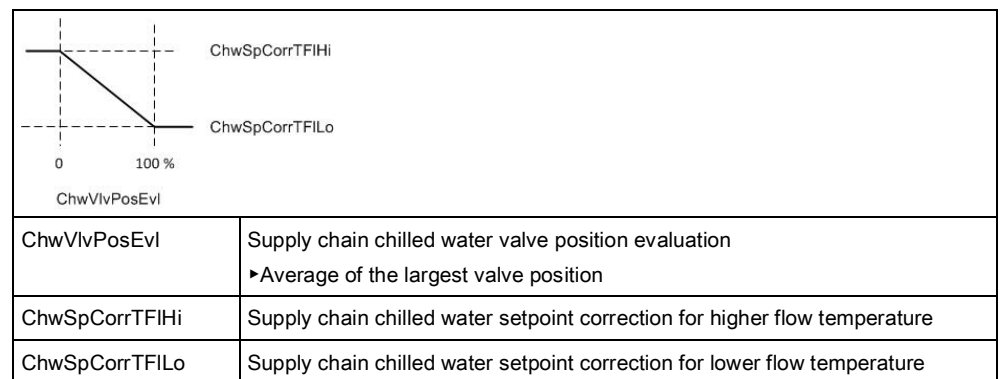 ChwSpCorrTFlHi
ChwSpCorrTFlLo
0 100 %
ChwVlvPosEvl
ChwVlvPosEvl Supply chain chilled water valve position evaluation
▸Average of the largest valve position
ChwSpCorrTFlHi Supply chain chilled water setpoint correction for higher flow temperature
ChwSpCorrTFlLo Supply chain chilled water setpoint correction for lower flow temperature